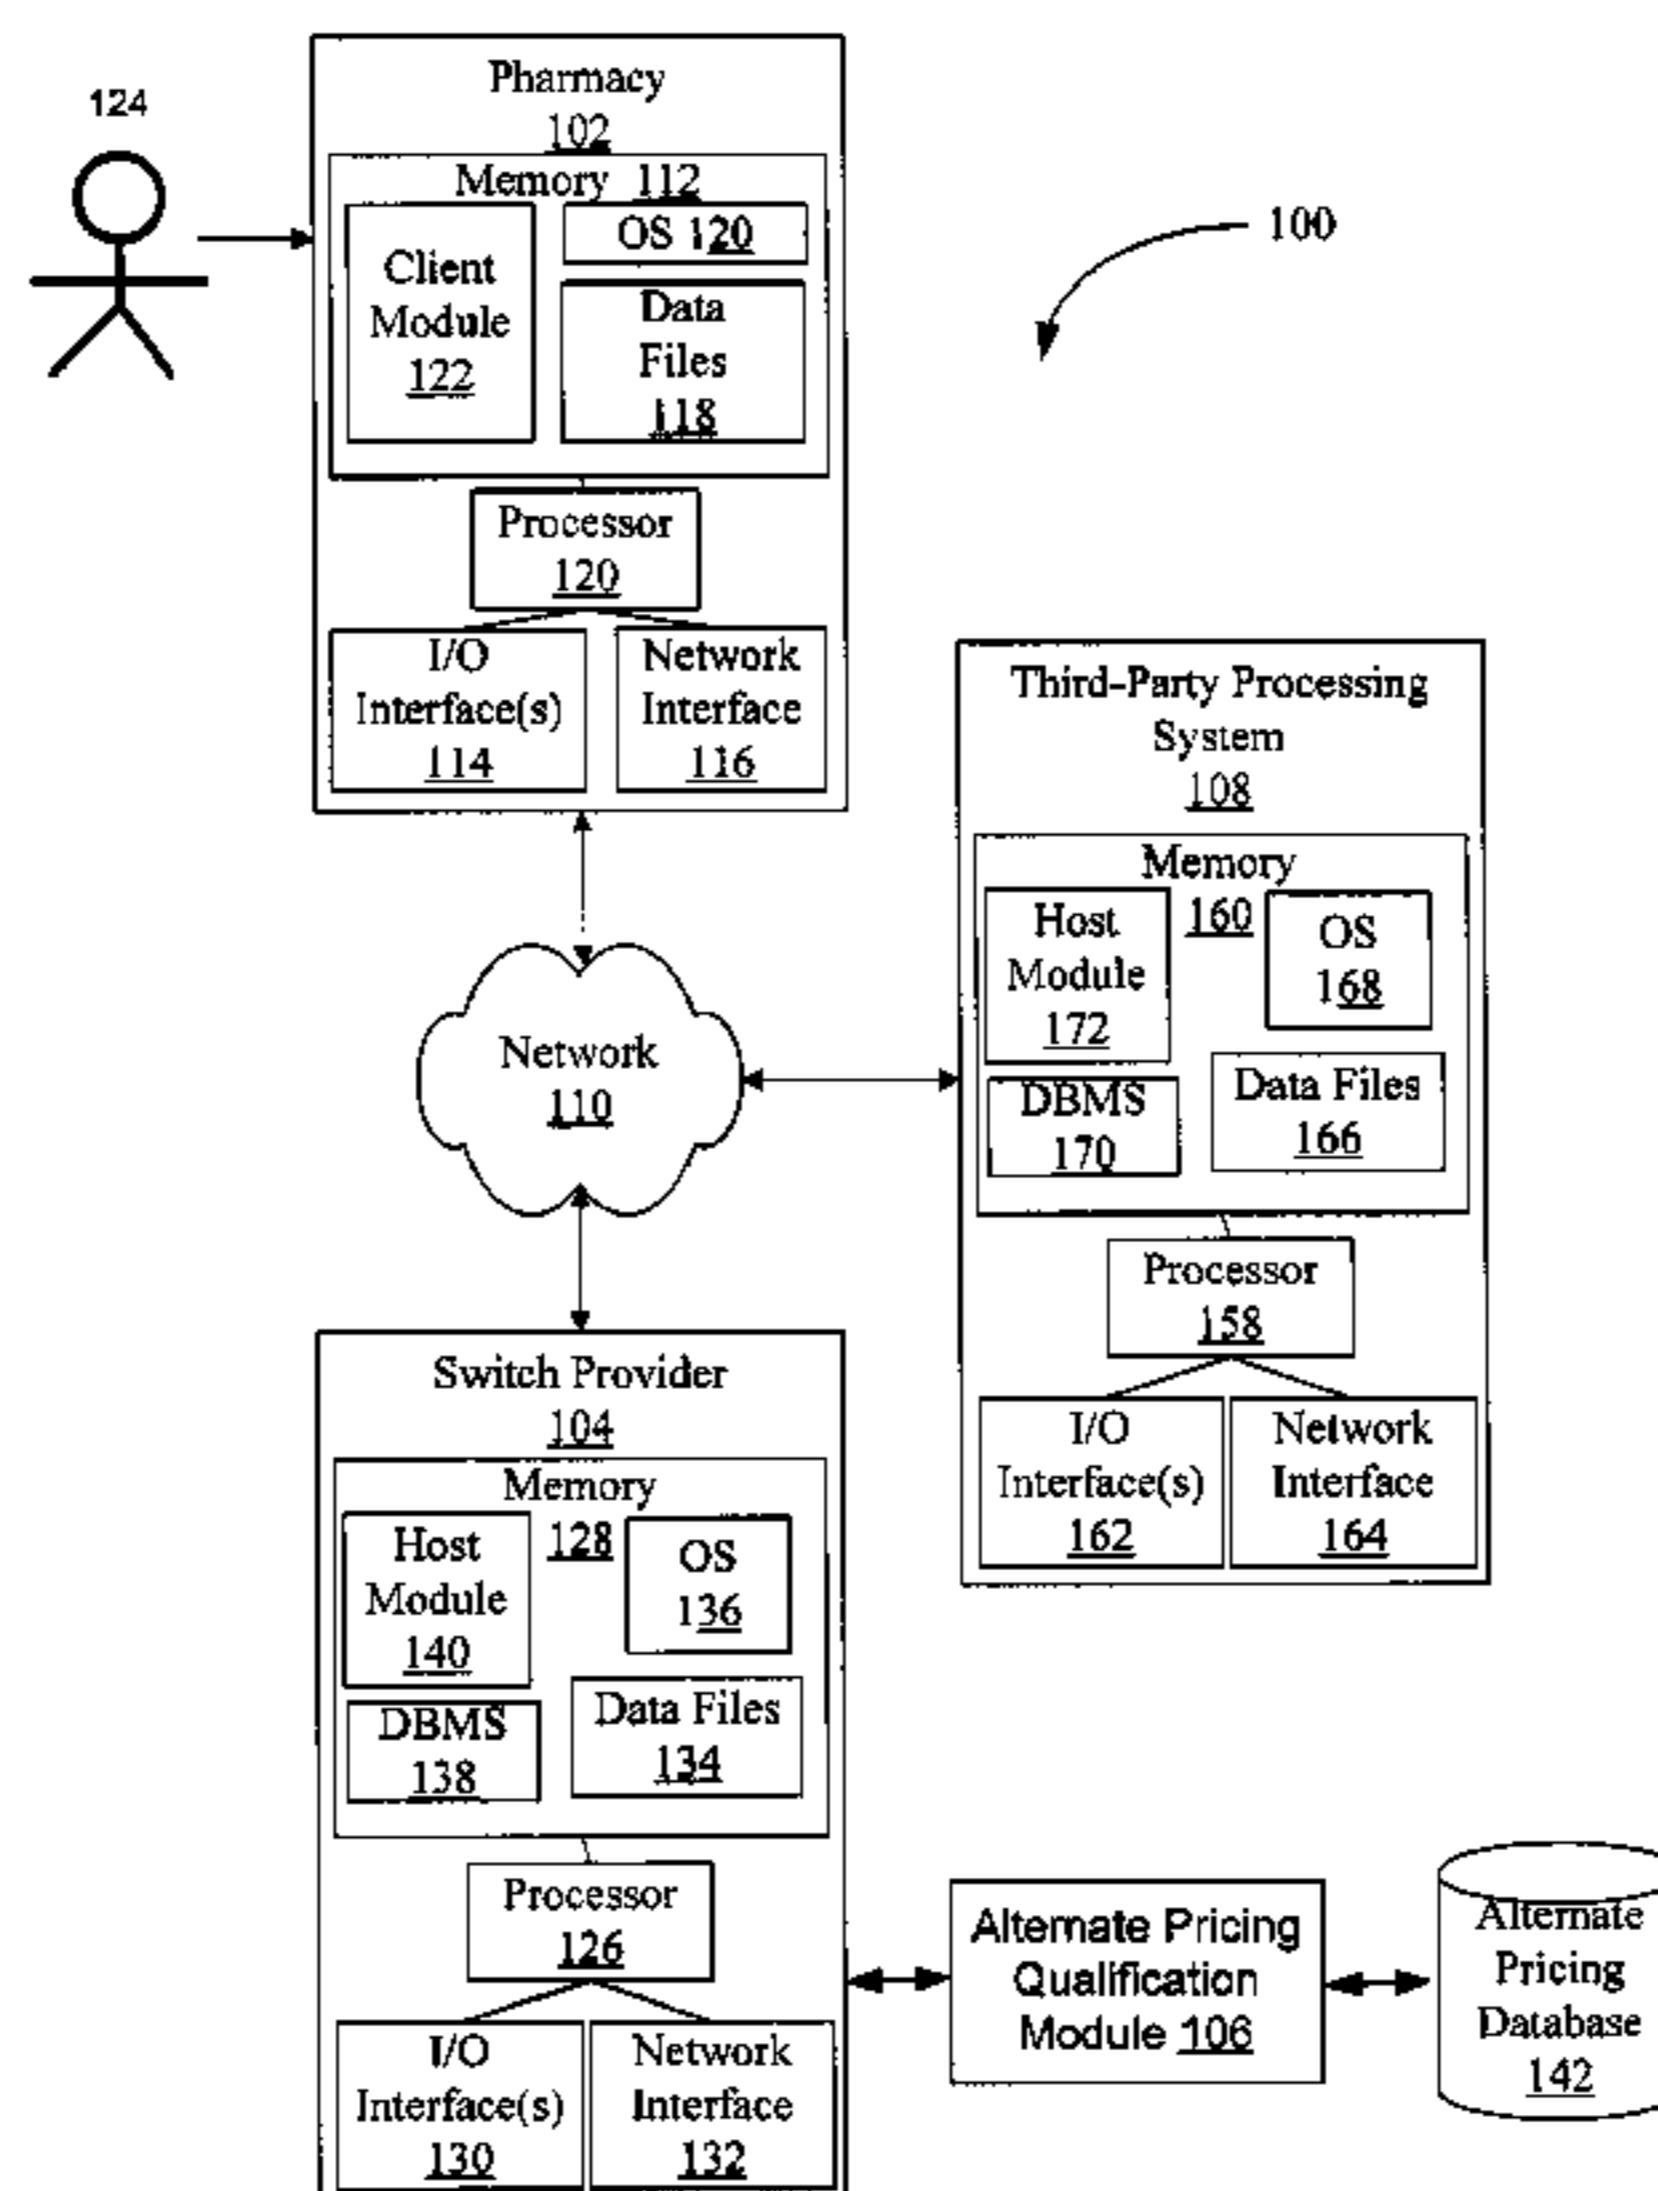 124
Pharmacy
102
Memory 112
Client
Module
122
OS 120
Data
Files
118
100
Processor
120
I/O
Interface(s)
114
Network
Interface
116
Third-Party Processing
System
108
Memory
160
Host
Module
172
OS
168
DBMS
170
Data Files
166
Processor
158
I/O
Interface(s)
162
Network
Interface
164
Network
110
Switch Provider
104
Memory
128
Host
Module
140
OS
136
DBMS
138
Data Files
134
Processor
126
I/O
Interface(s)
130
Network
Interface
132
Alternate Pricing
Qualification
Module 106
Alternate
Pricing
Database
142